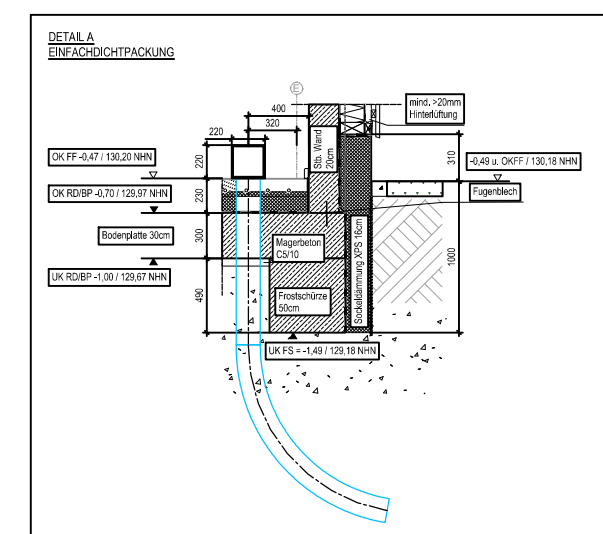 DETAIL A
EINFACHDICHTPACKUNG
E
400
320
220
mind. >20mm
Hinterlüftung
Stb. Wand
20cm
OK FF -0,47 / 130,20 NHN
220
310
-0,49 u. OKFF / 130,18 NHN
OK RD/BP -0,70 / 129,97 NHN
230
Fugenblech
Bodenplatte 30cm
300
Magerbeton
C5/10
Sockeldämmung XPS 16cm
1000
UK RD/BP -1,00 / 129,67 NHN
490
Frostschürze
50cm
UK FS = -1,49 / 129,18 NHN